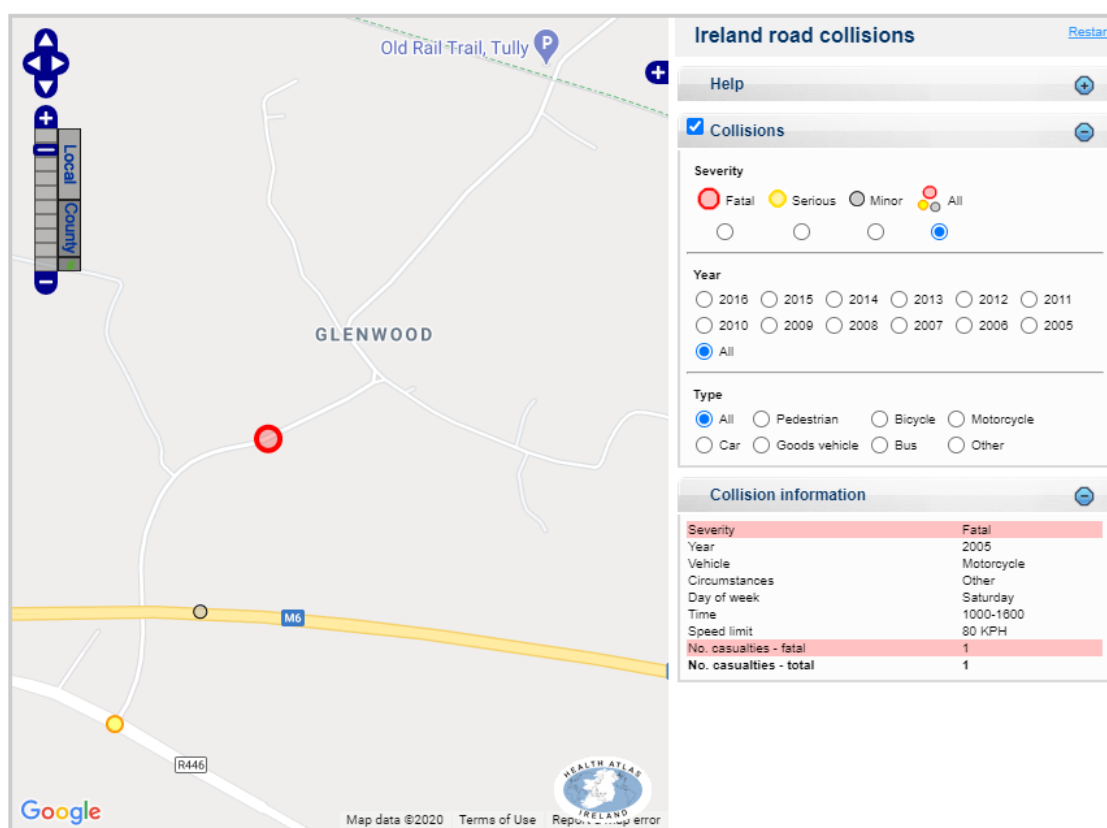 Old Rail Trail, Tully
P
Local
County
GLENWOOD
M6
R446
HEALTH ATLAS
IRELAND
Google
Map data ©2020 Terms of Use Report a map error
Ireland road collisions
Restar
Help
Collisions
Severity
Fatal Serious Minor All
Year
2016 2015 2014 2013 2012 2011
2010 2009 2008 2007 2006 2005
All
Type
All Pedestrian Bicycle Motorcycle
Car Goods vehicle Bus Other
Collision information
Severity Fatal
Year 2005
Vehicle Motorcycle
Circumstances Other
Day of week Saturday
Time 1000-1600
Speed limit 80 KPH
No. casualties - fatal 1
No. casualties - total 1